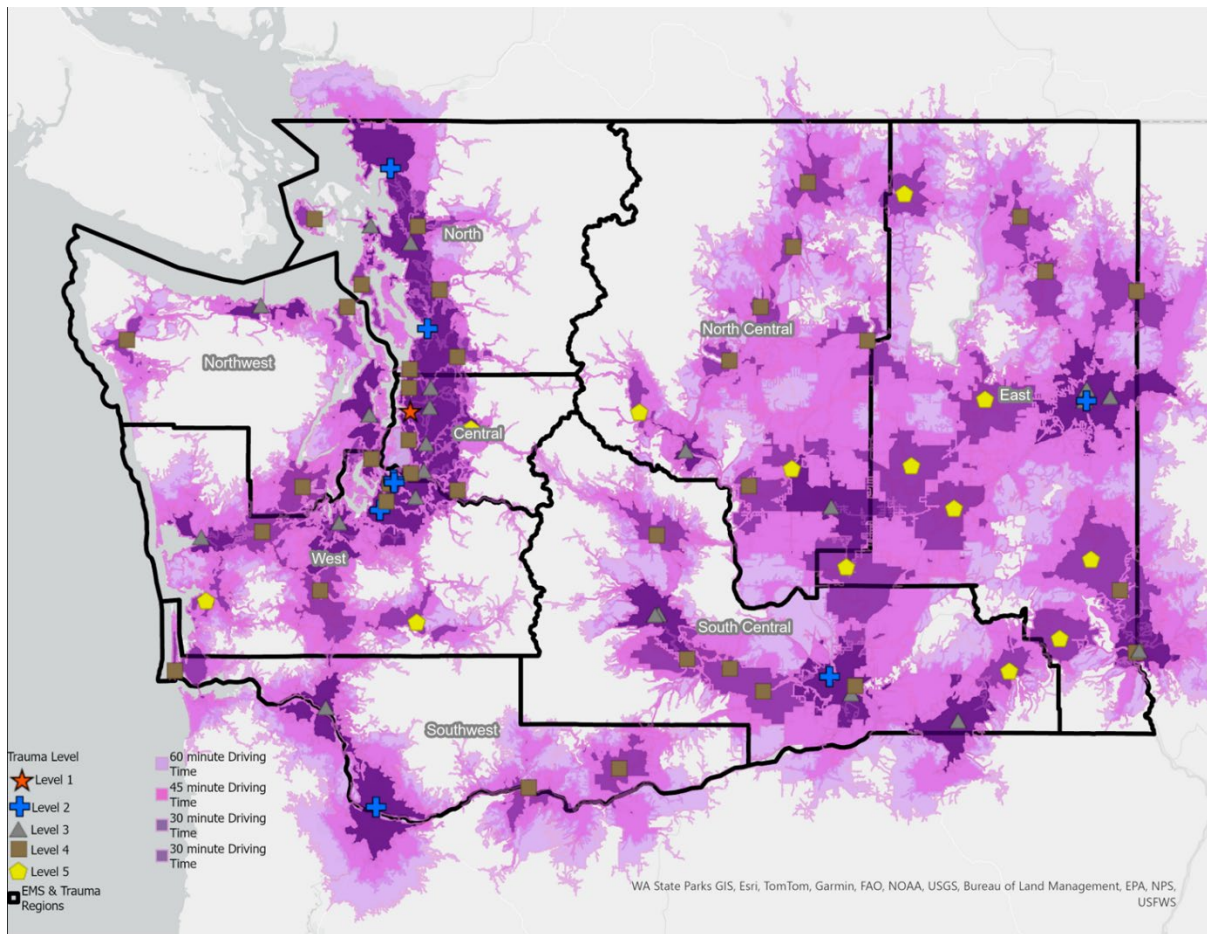 North
Northwest
North Central
East
Central
West
South Central
Southwest
Trauma Level
Level 1
Level 2
Level 3
Level 4
Level 5
EMS & Trauma
Regions
60 minute Driving
Time
45 minute Driving
Time
30 minute Driving
Time
30 minute Driving
Time
WA State Parks GIS, Esri, TomTom, Garmin, FAO, NOAA, USGS, Bureau of Land Management, EPA, NPS,
USFWS